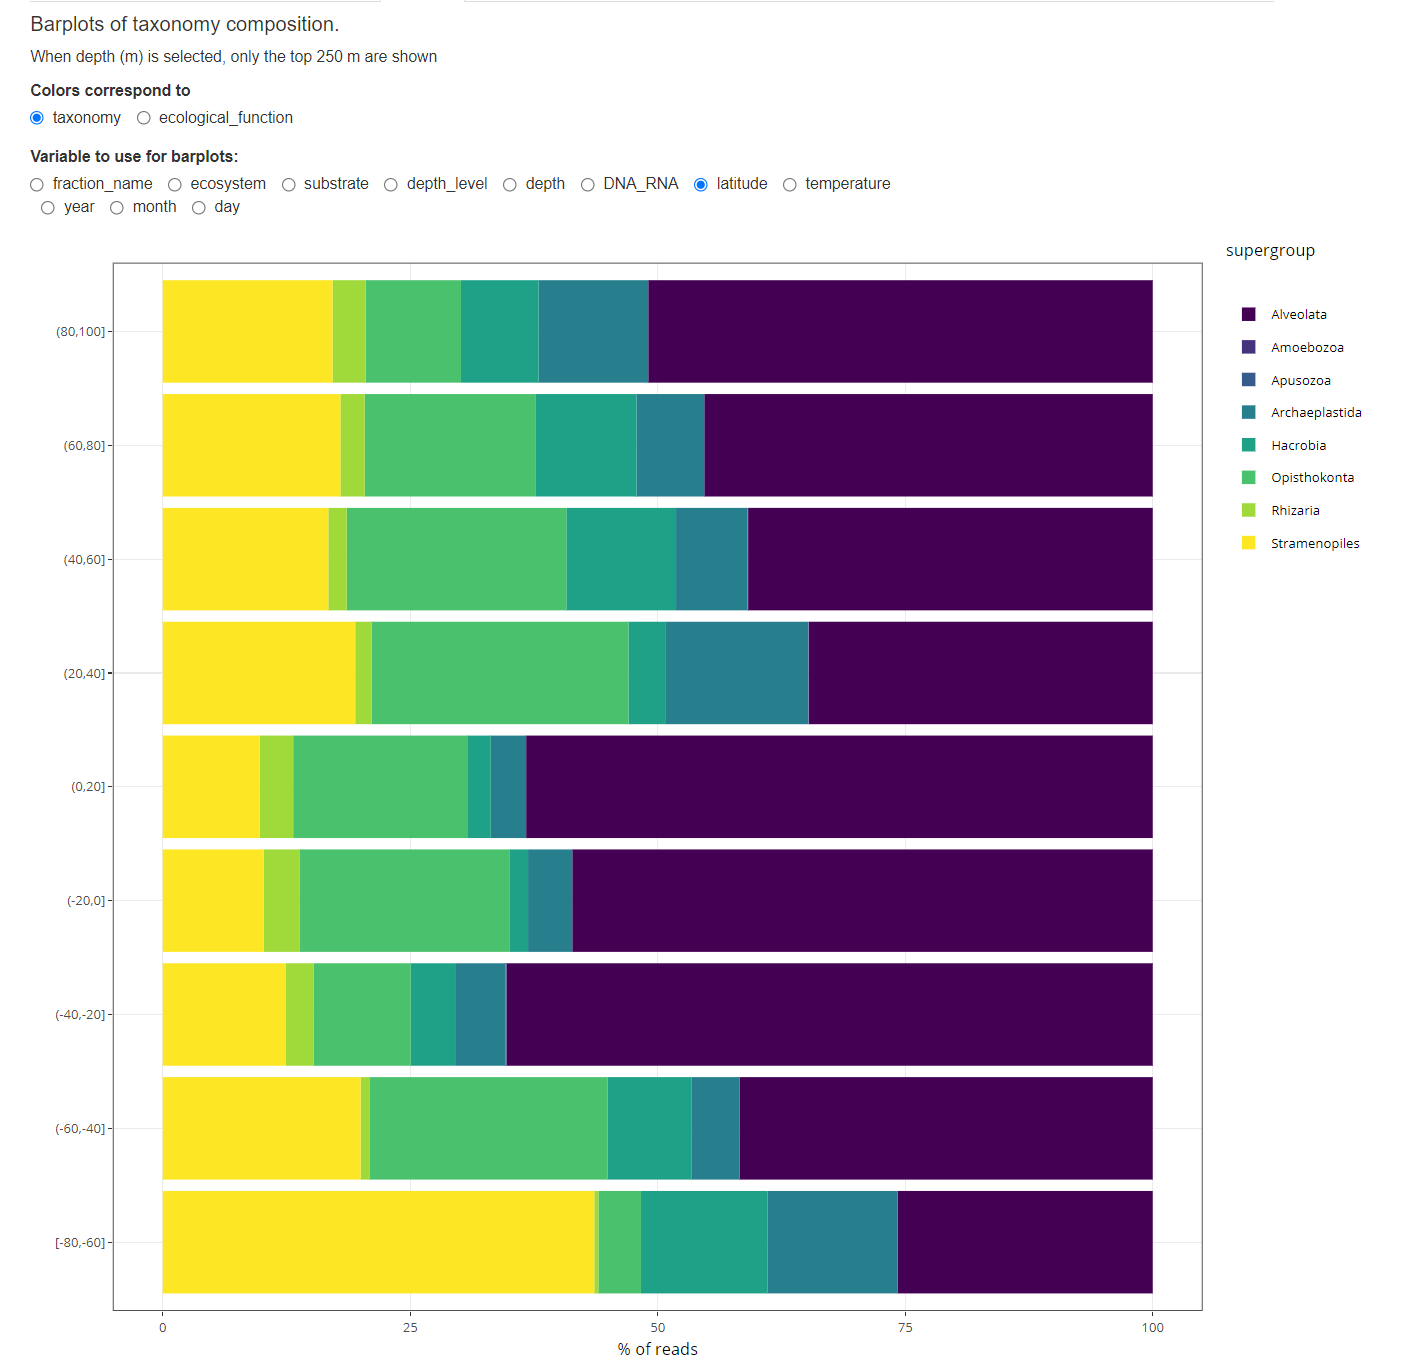 Barplots of taxonomy composition.
When depth (m) is selected, only the top 250 m are shown
Colors correspond to
taxonomy ecological_function
Variable to use for barplots:
fraction_name ecosystem substrate depth_level depth DNA_RNA latitude temperature
year month day
supergroup
Alveolata
Amoebozoa
Apusozoa
Archaeplastida
Hacrobia
Opisthokonta
Rhizaria
Stramenopiles
(80,100]
(60,80]
(40,60]
(20,40]
(0,20]
(-20,0]
(-40,-20]
(-60,-40]
[-80,-60]
0 25 50 75 100
% of reads